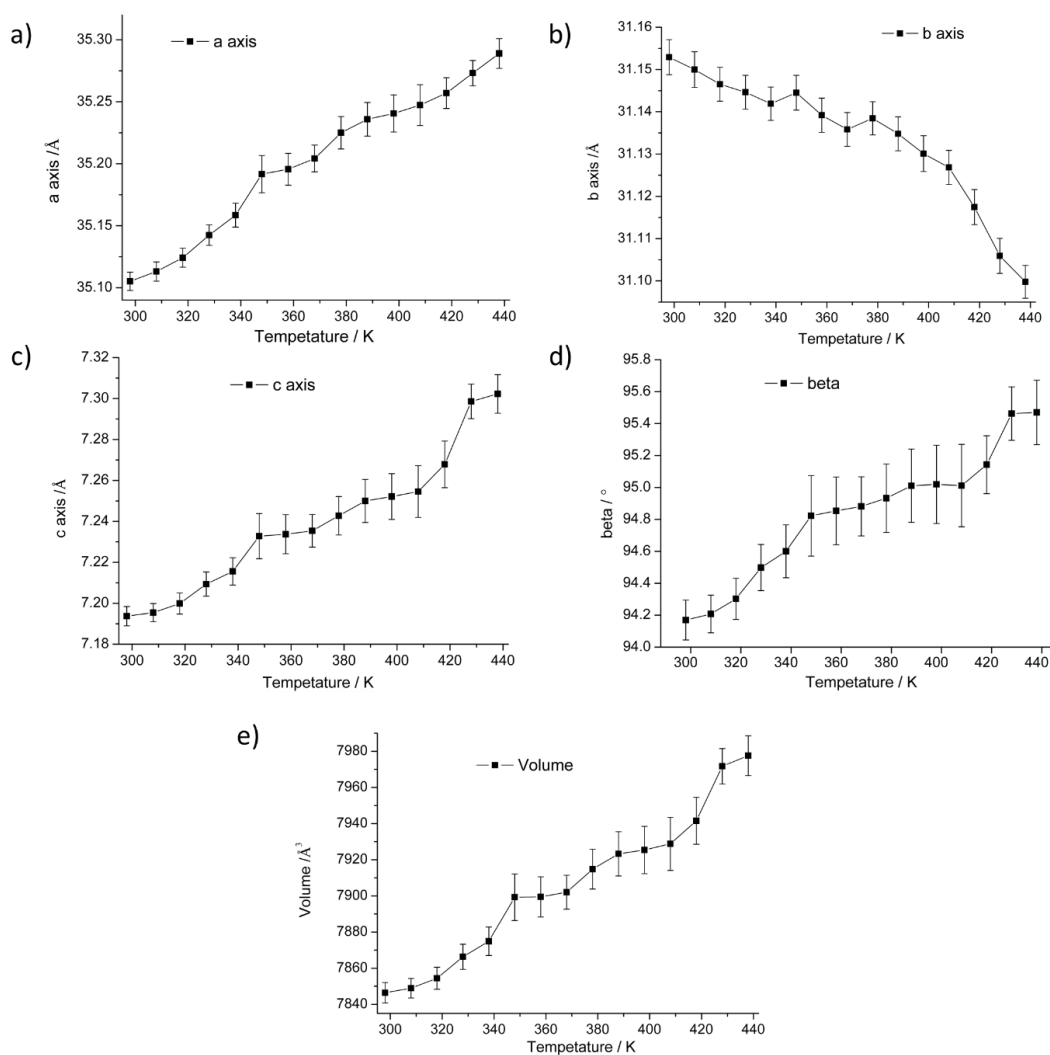 a)
a axis
35.30
35.25
35.20
35.15
35.10
a axis /Å
300 320 340 360 380 400 420 440
Tempetature / K
b)
b axis
31.16
31.15
31.14
31.13
31.12
31.11
31.10
b axis /Å
300 320 340 360 380 400 420 440
Tempetature / K
c)
c axis
7.32
7.30
7.28
7.26
7.24
7.22
7.20
7.18
c axis /Å
300 320 340 360 380 400 420 440
Tempetature / K
d)
beta
95.8
95.6
95.4
95.2
95.0
94.8
94.6
94.4
94.2
94.0
beta / °
300 320 340 360 380 400 420 440
Tempetature / K
e)
Volume
7980
7960
7940
7920
7900
7880
7860
7840
Volume /Å³
300 320 340 360 380 400 420 440
Tempetature / K